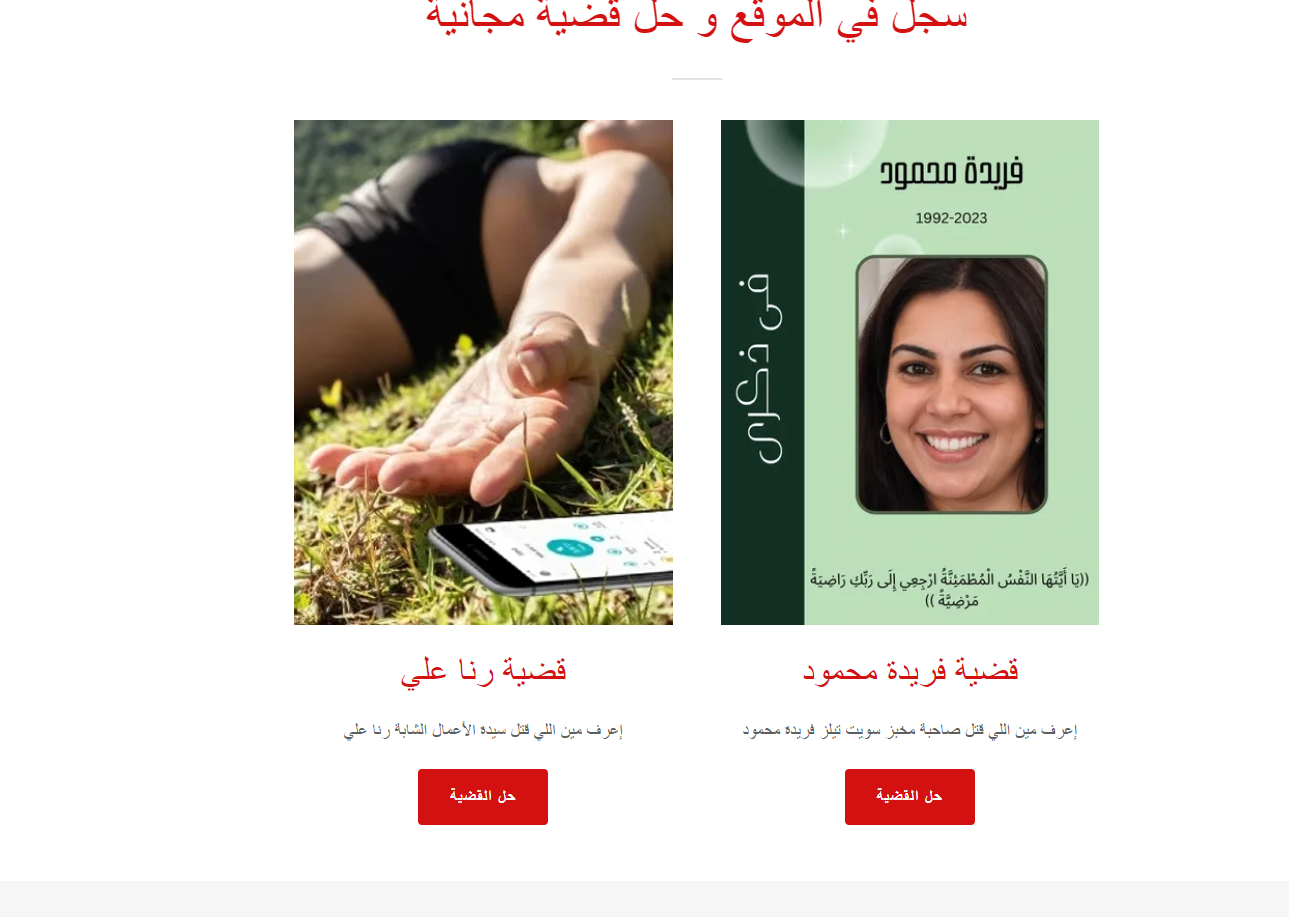 سجل في الموقع و حل قضية مجانية
فريدة محمود
1992-2023
في ذكرى
((يَا أَيَّتُهَا النَّفْسُ الْمُطْمَئِنَّةُ ارْجِعِي إِلَى رَبِّكِ رَاضِيَةً
مَرْضِيَّةً ))
قضية فريدة محمود
إعرف مين اللي قتل صاحبة مخبز سويت تيلز فريدة محمود
حل القضية
قضية رنا علي
إعرف مين اللي قتل سيدة الأعمال الشابة رنا علي
حل القضية